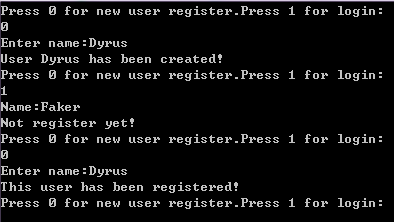 Press 0 for new user register.Press 1 for login:
0
Enter name:Dyrus
User Dyrus has been created!
Press 0 for new user register.Press 1 for login:
1
Name:Faker
Not register yet!
Press 0 for new user register.Press 1 for login:
0
Enter name:Dyrus
This user has been registered!
Press 0 for new user register.Press 1 for login: